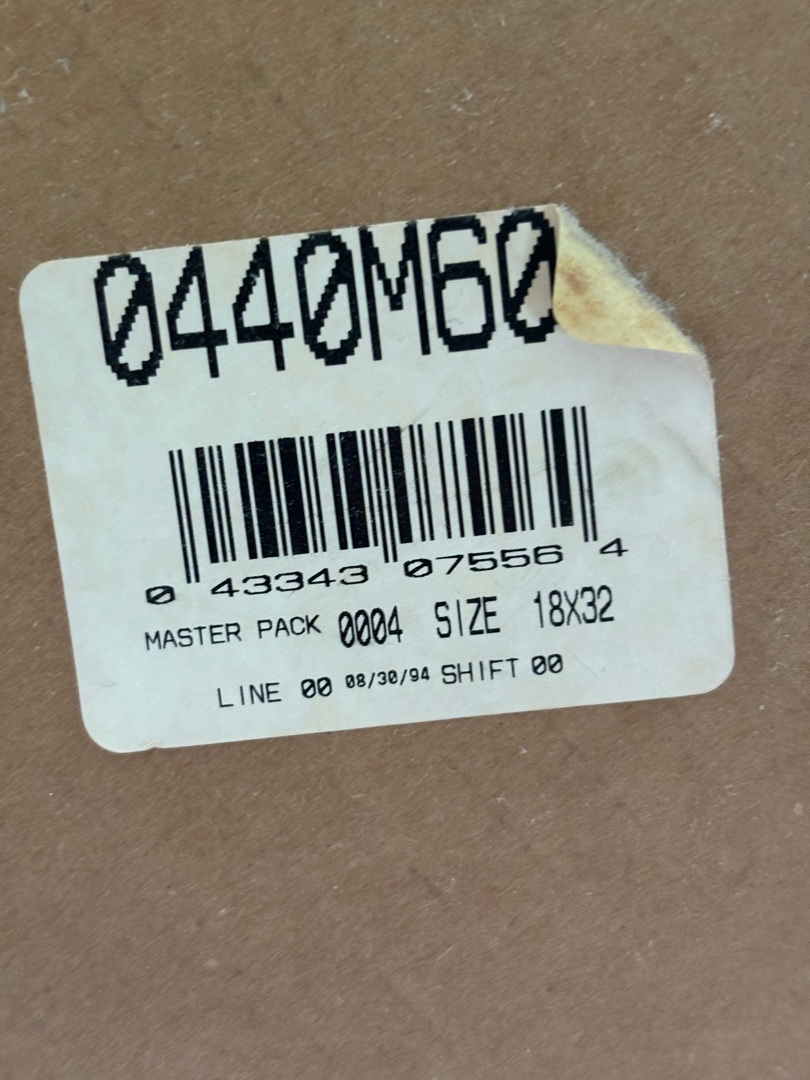 0440M60
0 43343 07556 4
MASTER PACK 0004 SIZE 18X32
LINE 00 08/30/94 SHIFT 00